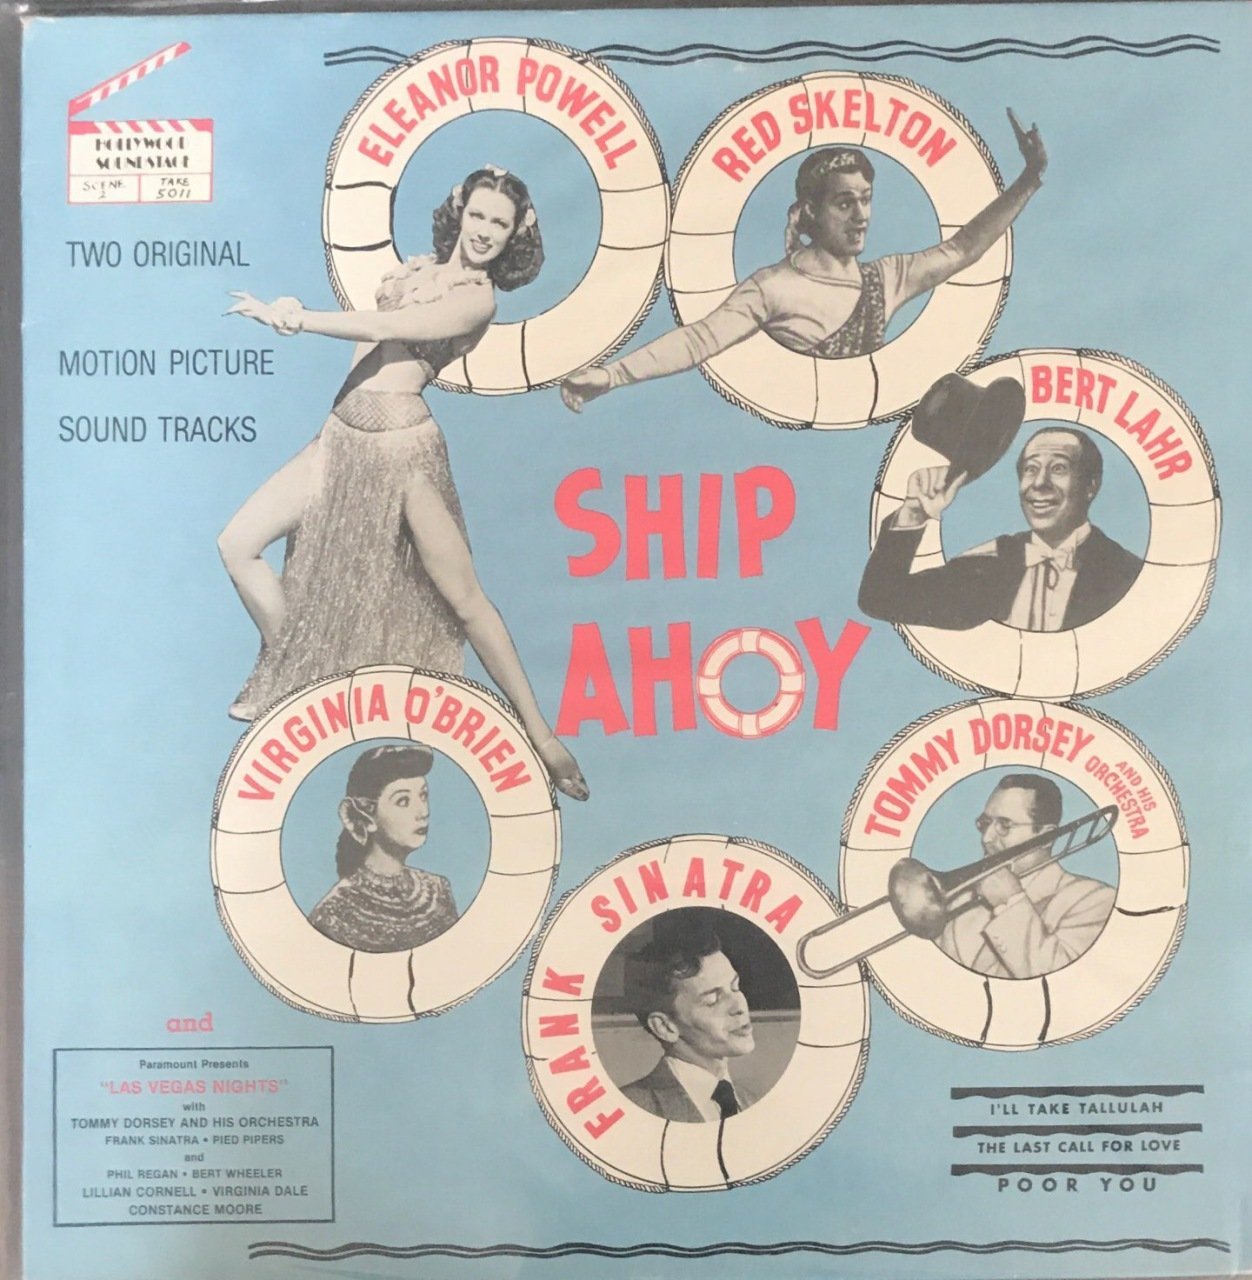 HOLLYWOOD
SOUNDSTAGE
SCENE 2 TAKE 5011
TWO ORIGINAL
MOTION PICTURE
SOUND TRACKS
ELEANOR POWELL
RED SKELTON
BERT LAHR
SHIP
AHOY
VIRGINIA O'BRIEN
TOMMY DORSEY
AND HIS
ORCHESTRA
FRANK SINATRA
and
Paramount Presents
"LAS VEGAS NIGHTS"
with
TOMMY DORSEY AND HIS ORCHESTRA
FRANK SINATRA • PIED PIPERS
and
PHIL REGAN • BERT WHEELER
LILLIAN CORNELL • VIRGINIA DALE
CONSTANCE MOORE
I'LL TAKE TALLULAH
THE LAST CALL FOR LOVE
POOR YOU